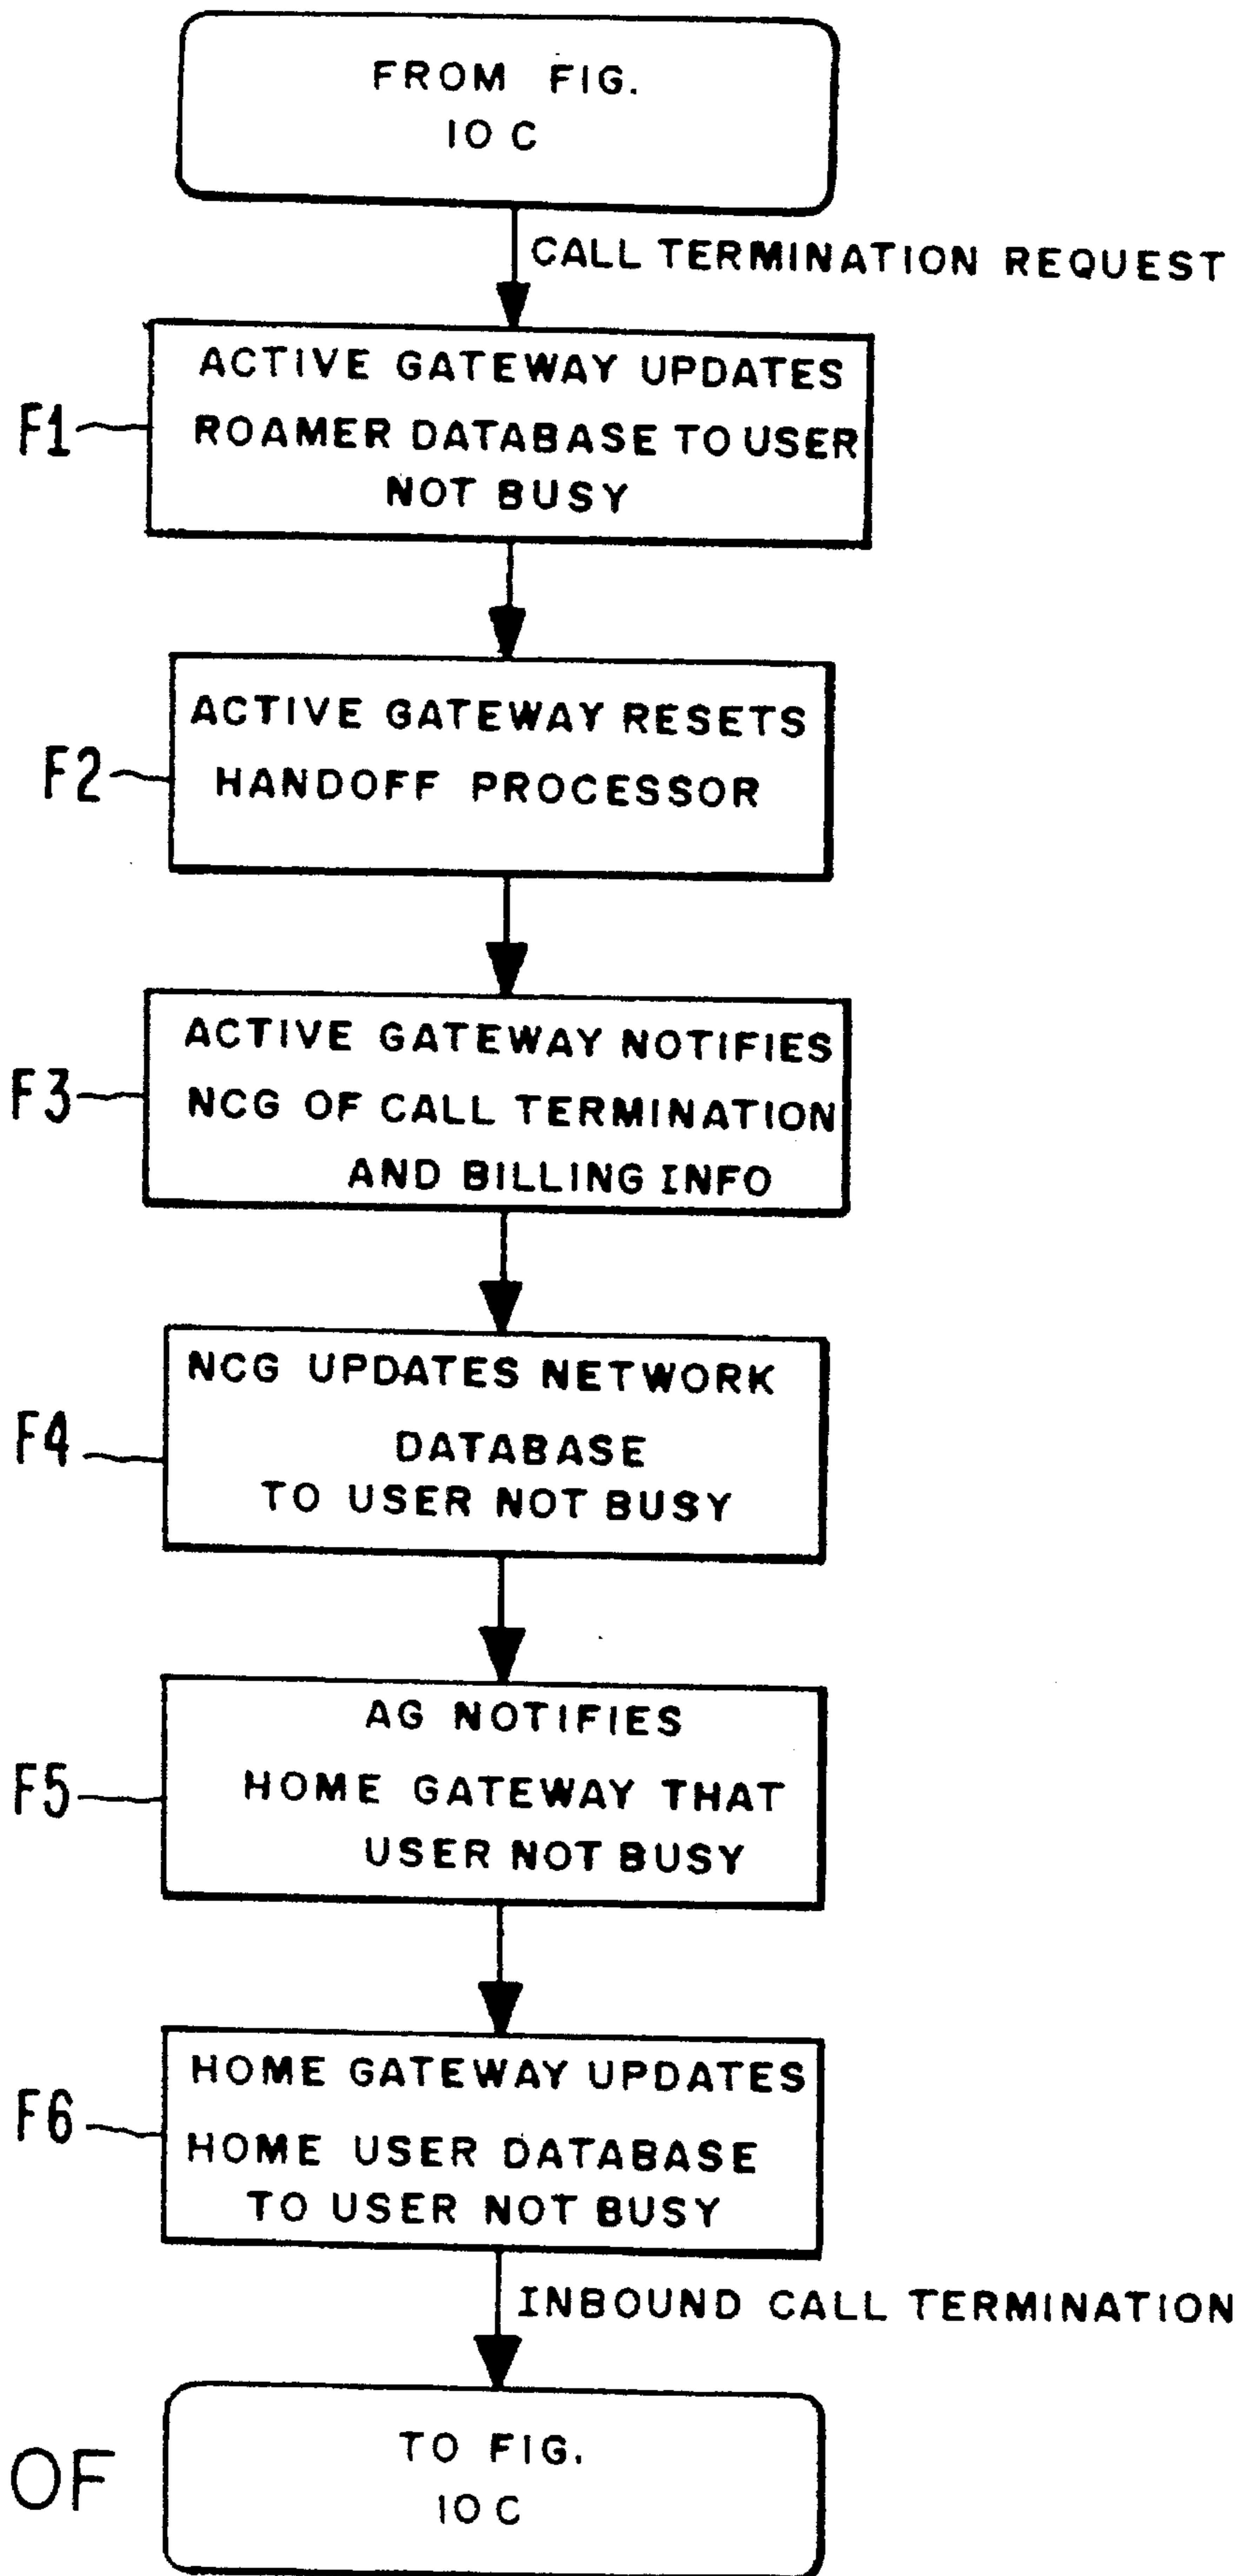 FROM FIG.
10 C
CALL TERMINATION REQUEST
F1
ACTIVE GATEWAY UPDATES
ROAMER DATABASE TO USER
NOT BUSY
F2
ACTIVE GATEWAY RESETS
HANDOFF PROCESSOR
F3
ACTIVE GATEWAY NOTIFIES
NCG OF CALL TERMINATION
AND BILLING INFO
F4
NCG UPDATES NETWORK
DATABASE
TO USER NOT BUSY
F5
AG NOTIFIES
HOME GATEWAY THAT
USER NOT BUSY
F6
HOME GATEWAY UPDATES
HOME USER DATABASE
TO USER NOT BUSY
INBOUND CALL TERMINATION
OF
TO FIG.
10 C